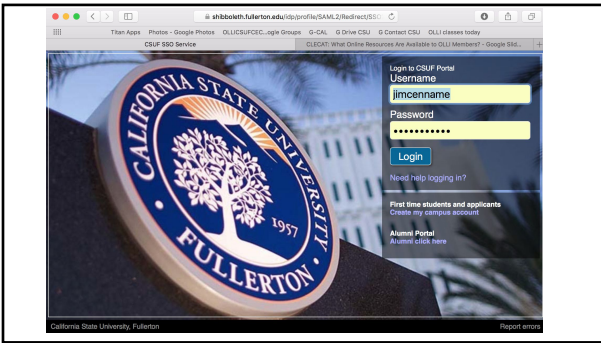 shibboleth.fullerton.edu/idp/profile/SAML2/Redirect/SSO
Titan Apps Photos - Google Photos OLLICSUFCEC...ogle Groups G-CAL G Drive CSU G Contact CSU OLLI classes today
CSUF SSO Service CLECAT: What Online Resources Are Available to OLLI Members? - Google Slid...
CALIFORNIA STATE UNIVERSITY,
1957
FULLERTON
Login to CSUF Portal
Username
jimcenname
Password
Login
Need help logging in?
First time students and applicants
Create my campus account
Alumni Portal
Alumni click here
California State University, Fullerton Report errors